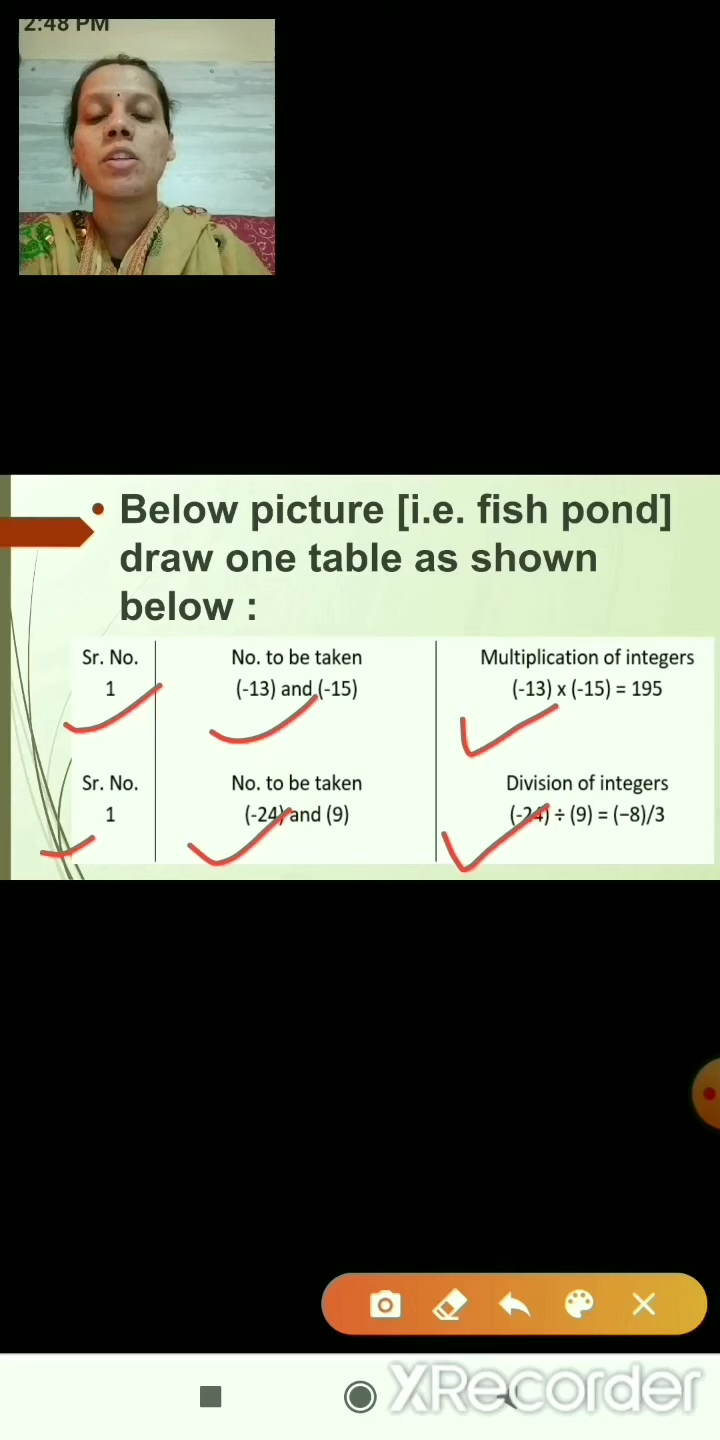 2:48 PM
• Below picture [i.e. fish pond]
draw one table as shown
below :
Sr. No. No. to be taken Multiplication of integers
1 (-13) and (-15) (-13) x (-15) = 195
Sr. No. No. to be taken Division of integers
1 (-24) and (9) (-24) ÷ (9) = (−8)/3
XRecorder